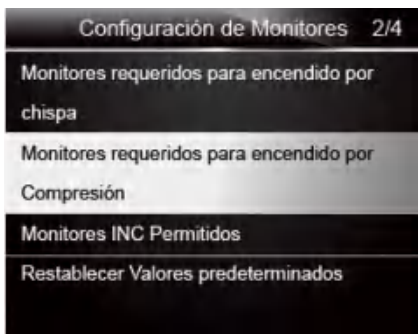 Configuración de Monitores 2/4
Monitores requeridos para encendido por
chispa
Monitores requeridos para encendido por
Compresión
Monitores INC Permitidos
Restablecer Valores predeterminados